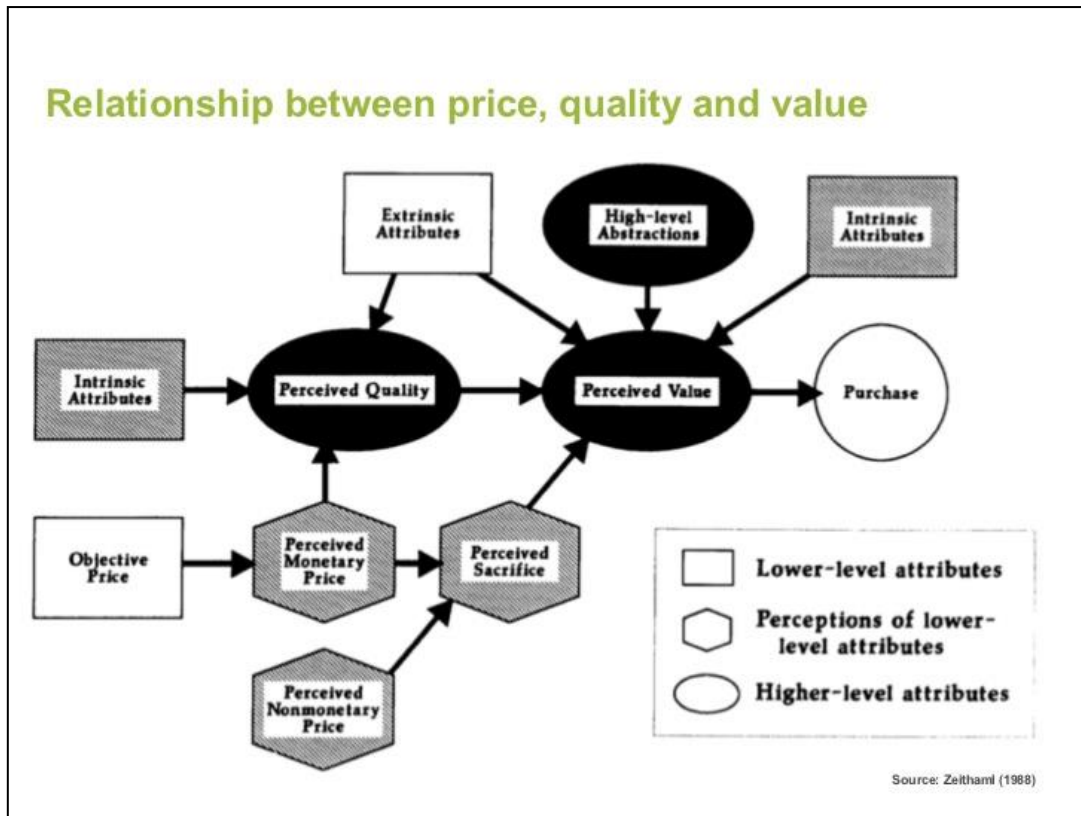 Relationship between price, quality and value
Extrinsic
Attributes
High-level
Abstractions
Intrinsic
Attributes
Intrinsic
Attributes
Perceived Quality
Perceived Value
Purchase
Objective
Price
Perceived
Monetary
Price
Perceived
Sacrifice
Perceived
Nonmonetary
Price
Lower-level attributes
Perceptions of lower-
level attributes
Higher-level attributes
Source: Zeithaml (1988)